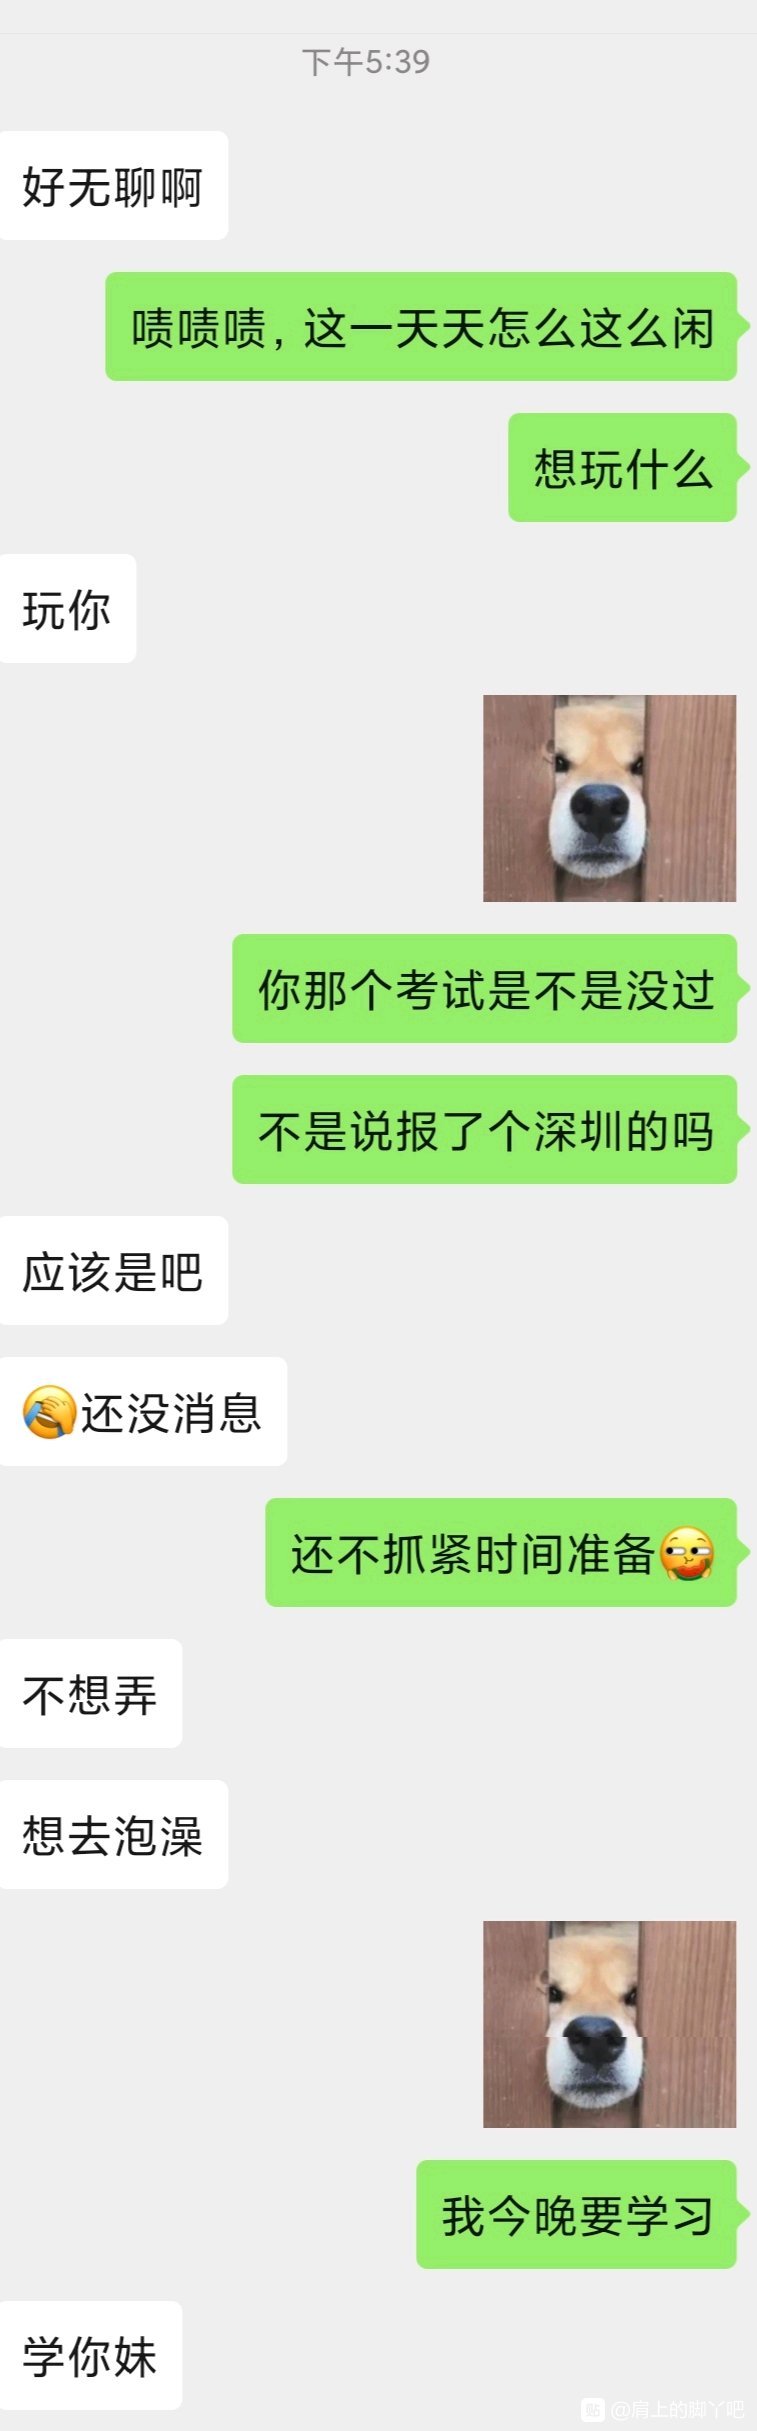 下午5:39
好无聊啊
啧啧啧, 这一天天怎么这么闲
想玩什么
玩你
你那个考试是不是没过
不是说报了个深圳的吗
应该是吧
🤣还没消息
还不抓紧时间准备
不想弄
想去泡澡
我今晚要学习
学你妹
贴 @肩上的脚丫吧